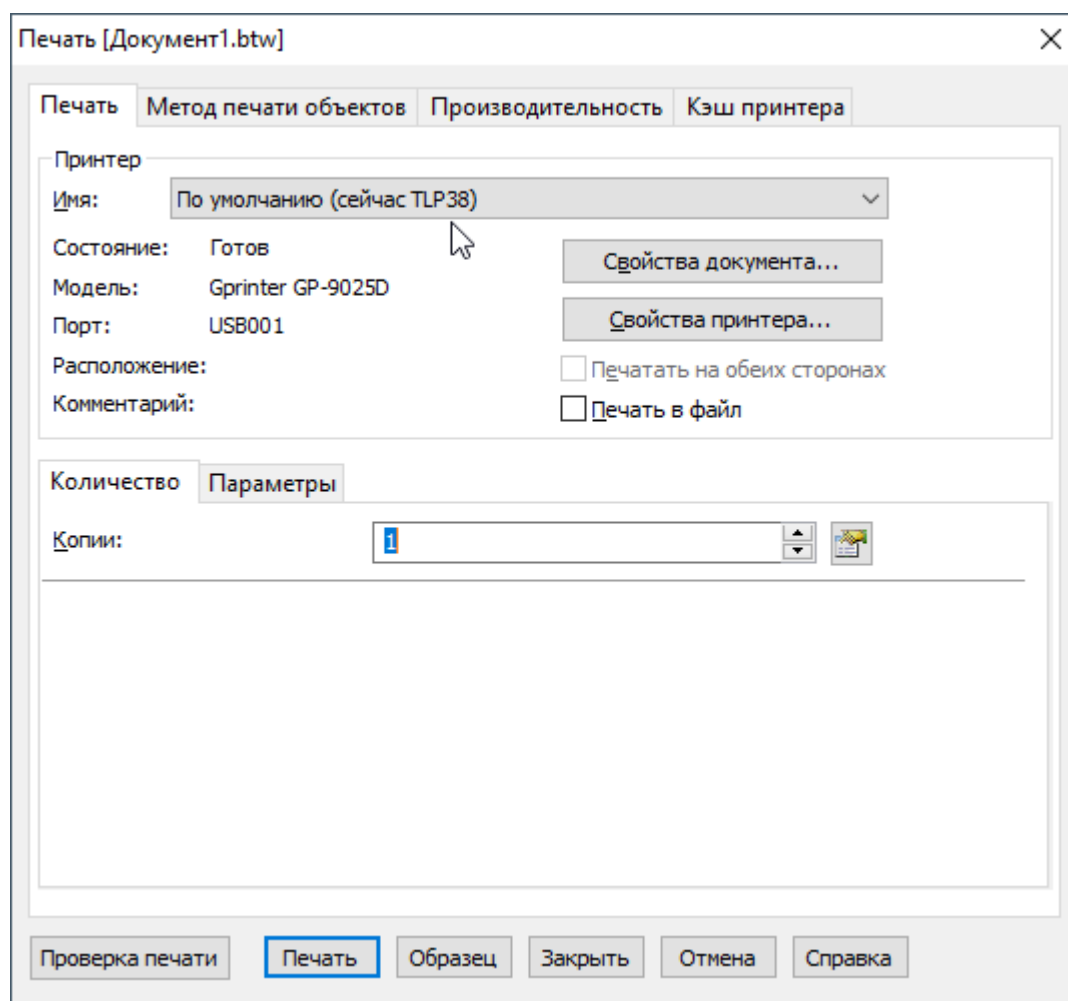 Печать [Документ1.btw]
Печать Метод печати объектов Производительность Кэш принтера
Принтер
Имя: По умолчанию (сейчас TLP38)
Состояние: Готов
Свойства документа...
Модель: Gprinter GP-9025D
Порт: USB001
Свойства принтера...
Расположение:
Печатать на обеих сторонах
Комментарий:
Печать в файл
Количество Параметры
Копии: 1
Проверка печати Печать Образец Закрыть Отмена Справка